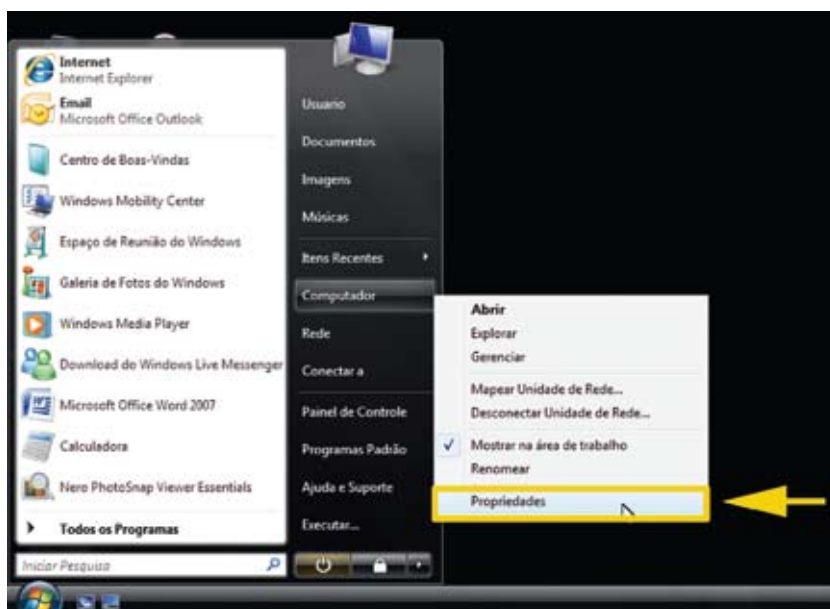 Internet
Internet Explorer
Email
Microsoft Office Outlook
Centro de Boas-Vindas
Windows Mobility Center
Espaço de Reunião do Windows
Galeria de Fotos do Windows
Windows Media Player
Download do Windows Live Messenger
Microsoft Office Word 2007
Calculadora
Nero PhotoSnap Viewer Essentials
Todos os Programas
Iniciar Pesquisa
Usuario
Documentos
Imagens
Músicas
Itens Recentes
Computador
Rede
Conectar a
Painel de Controle
Programas Padrão
Ajuda e Suporte
Executar...
Abrir
Explorar
Gerenciar
Mapear Unidade de Rede...
Desconectar Unidade de Rede...
Mostrar na área de trabalho
Renomear
Propriedades